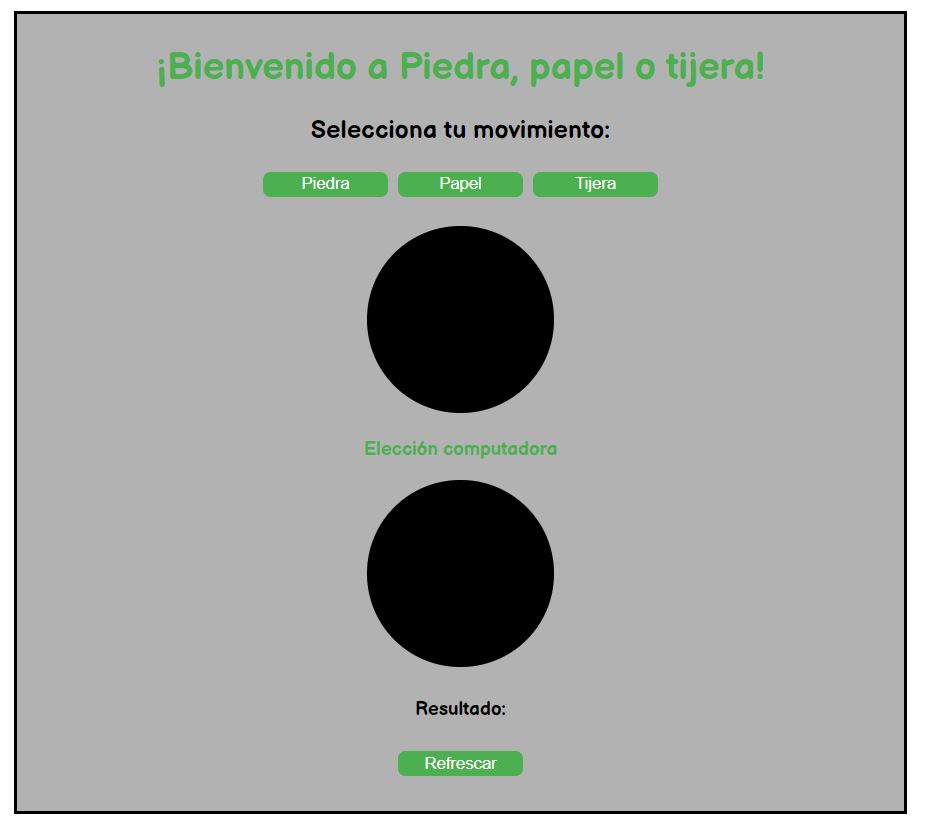 ¡Bienvenido a Piedra, papel o tijera!
Selecciona tu movimiento:
Piedra Papel Tijera
Elección computadora
Resultado:
Refrescar